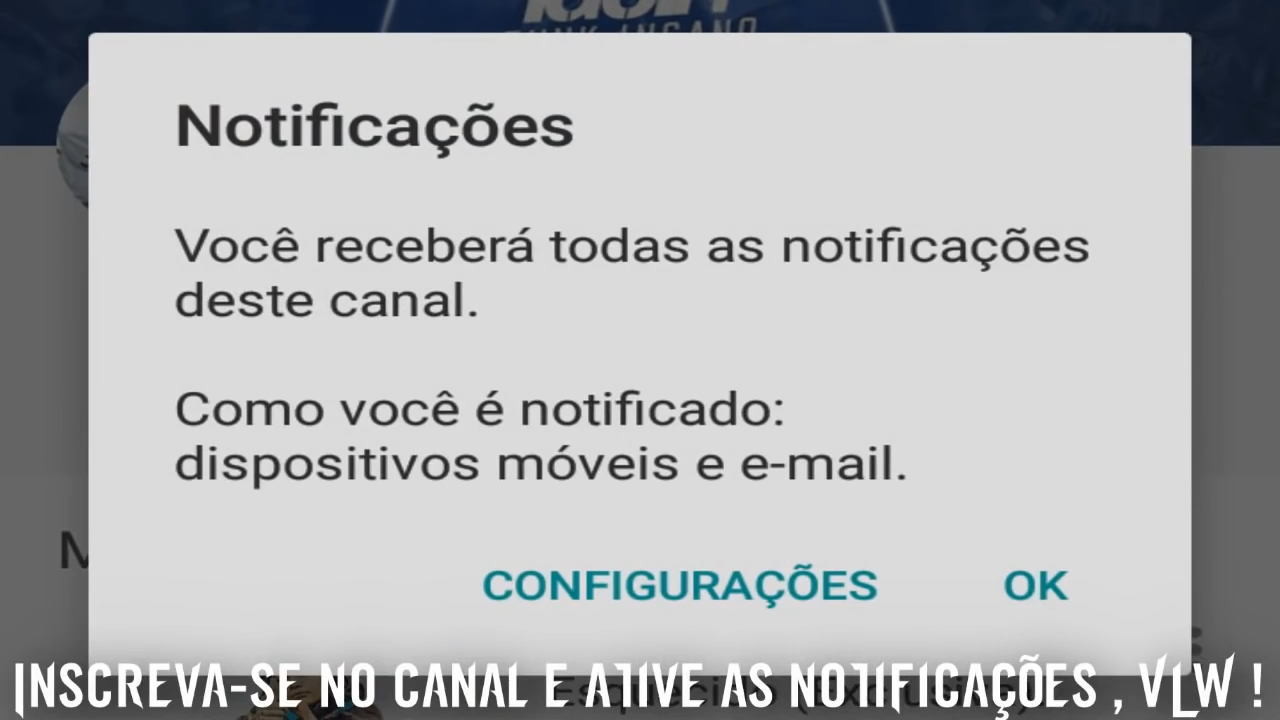 INSANO
Notificações
Você receberá todas as notificações
deste canal.
Como você é notificado:
dispositivos móveis e e-mail.
CONFIGURAÇÕES OK
INSCREVA-SE NO CANAL E ATIVE AS NOTIFICAÇÕES , VLW !